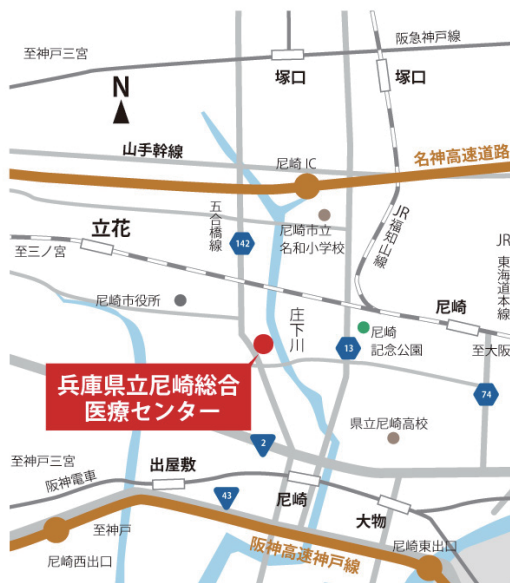 阪急神戸線
至神戸三宮
塚口
塚口
N
山手幹線
尼崎IC
名神高速道路
五合橋線
尼崎市立
名和小学校
JR福知山線
立花
142
至三ノ宮
JR東海道本線
尼崎市役所
庄下川
尼崎
尼崎
記念公園
13
至大阪
兵庫県立尼崎総合
医療センター
74
県立尼崎高校
2
至神戸三宮
出屋敷
阪神電車
43
尼崎
大物
至神戸
阪神高速神戸線
尼崎東出口
尼崎西出口